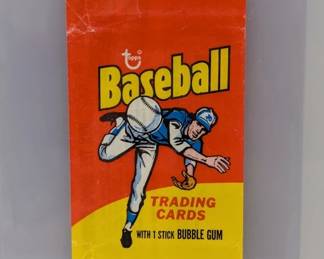 topps
Baseball
TRADING
CARDS
WITH 1 STICK BUBBLE GUM